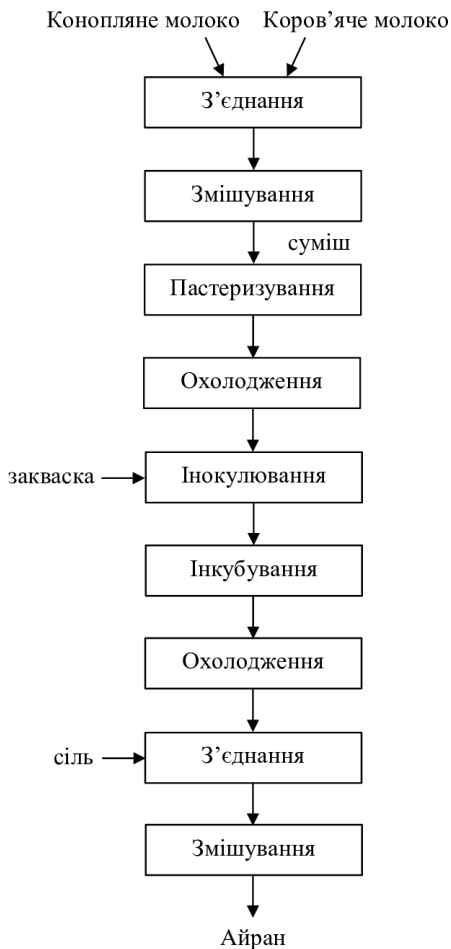 Конопляне молоко Коров’яче молоко
З’єднання
Змішування
суміш
Пастеризування
Охолодження
закваска Інокулювання
Інкубування
Охолодження
сіль З’єднання
Змішування
Айран